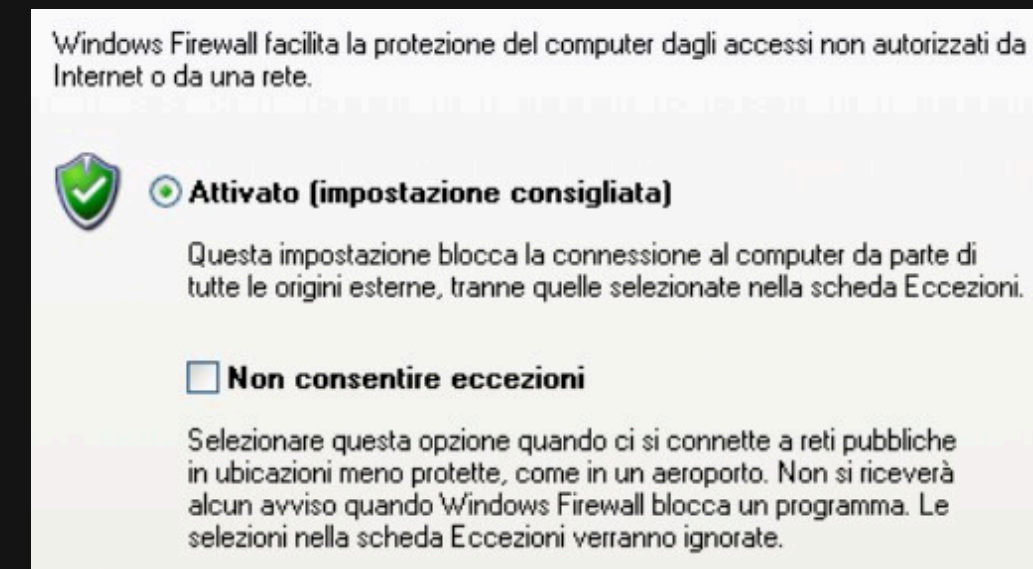 Windows Firewall facilita la protezione del computer dagli accessi non autorizzati da
Internet o da una rete.
Attivato (impostazione consigliata)
Questa impostazione blocca la connessione al computer da parte di
tutte le origini esterne, tranne quelle selezionate nella scheda Eccezioni.
Non consentire eccezioni
Selezionare questa opzione quando ci si connette a reti pubbliche
in ubicazioni meno protette, come in un aeroporto. Non si riceverà
alcun avviso quando Windows Firewall blocca un programma. Le
selezioni nella scheda Eccezioni verranno ignorate.